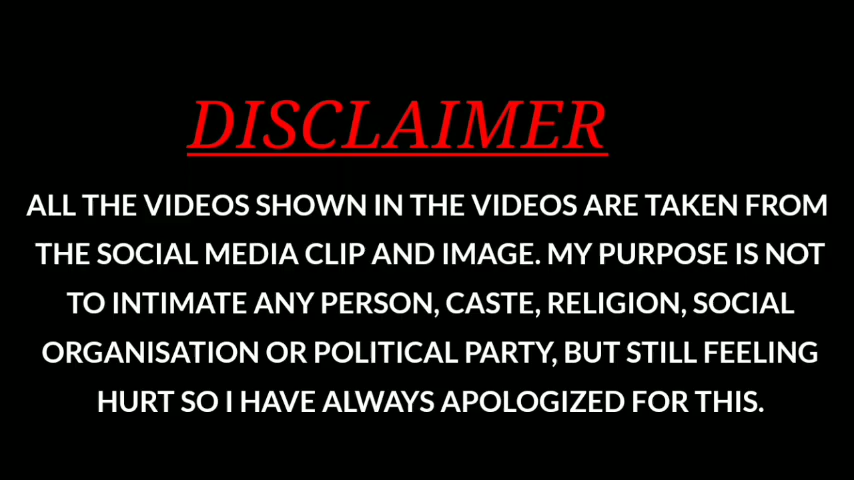 DISCLAIMER
ALL THE VIDEOS SHOWN IN THE VIDEOS ARE TAKEN FROM
THE SOCIAL MEDIA CLIP AND IMAGE. MY PURPOSE IS NOT
TO INTIMATE ANY PERSON, CASTE, RELIGION, SOCIAL
ORGANISATION OR POLITICAL PARTY, BUT STILL FEELING
HURT SO I HAVE ALWAYS APOLOGIZED FOR THIS.